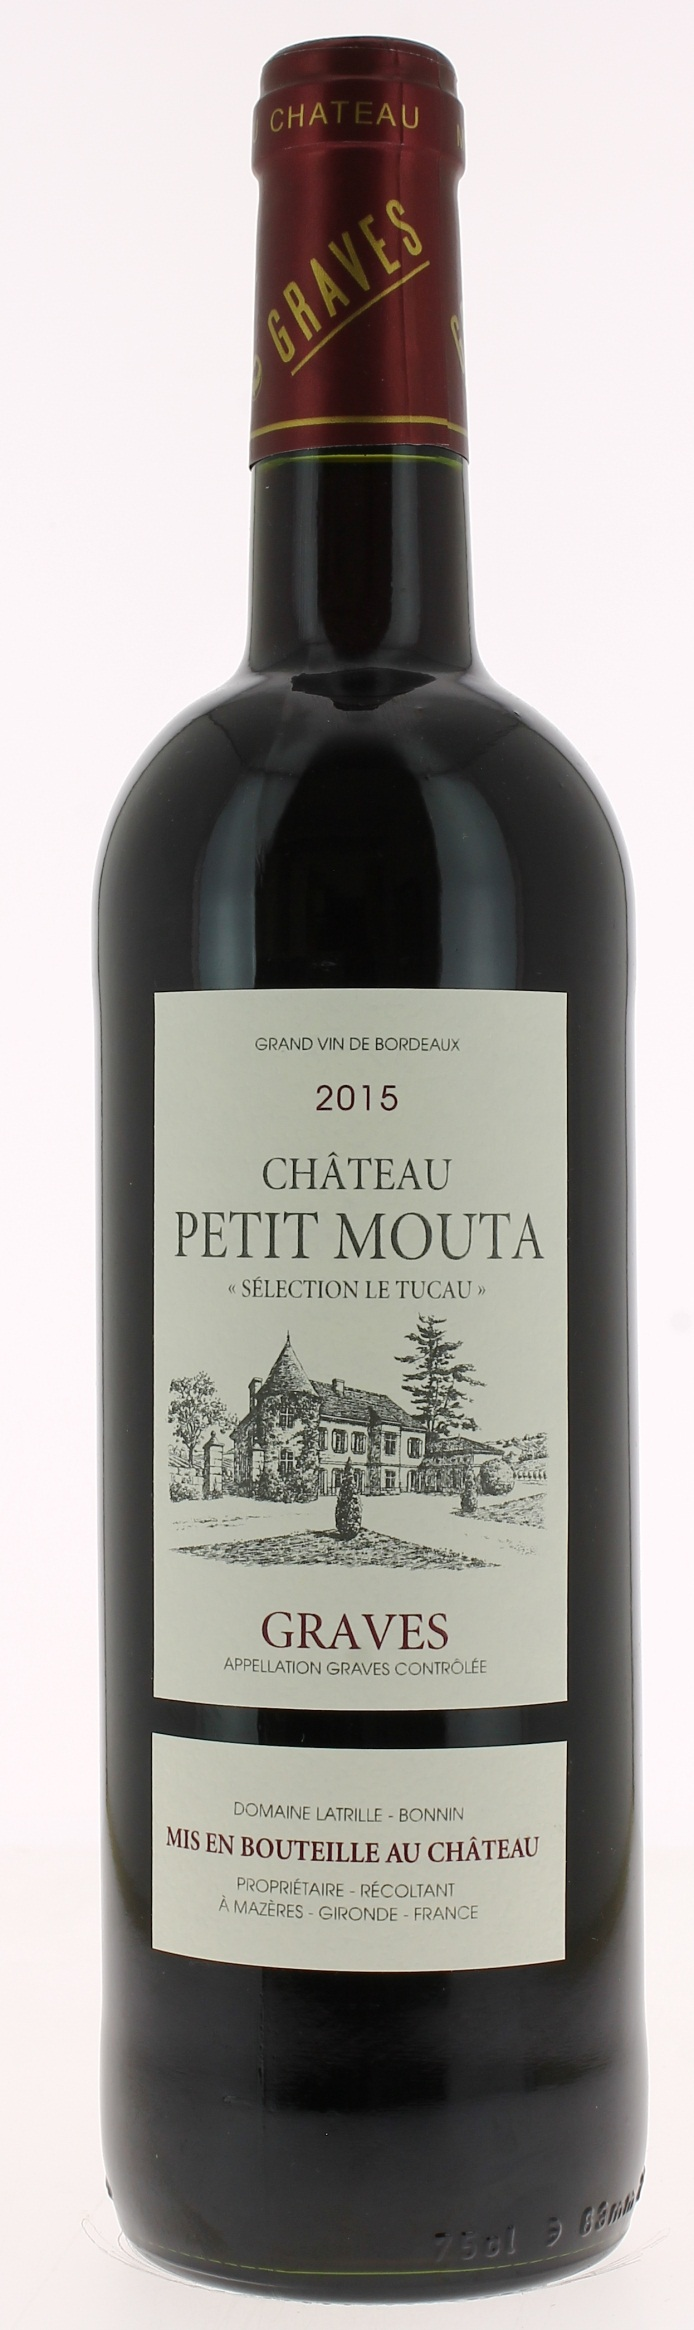 CHATEAU
GRAVES
GRAND VIN DE BORDEAUX
2015
CHÂTEAU
PETIT MOUTA
« SÉLECTION LE TUCAU »
GRAVES
APPELLATION GRAVES CONTRÔLÉE
DOMAINE LATRILLE - BONNIN
MIS EN BOUTEILLE AU CHÂTEAU
PROPRIÉTAIRE - RÉCOLTANT
À MAZÈRES - GIRONDE - FRANCE
75cl